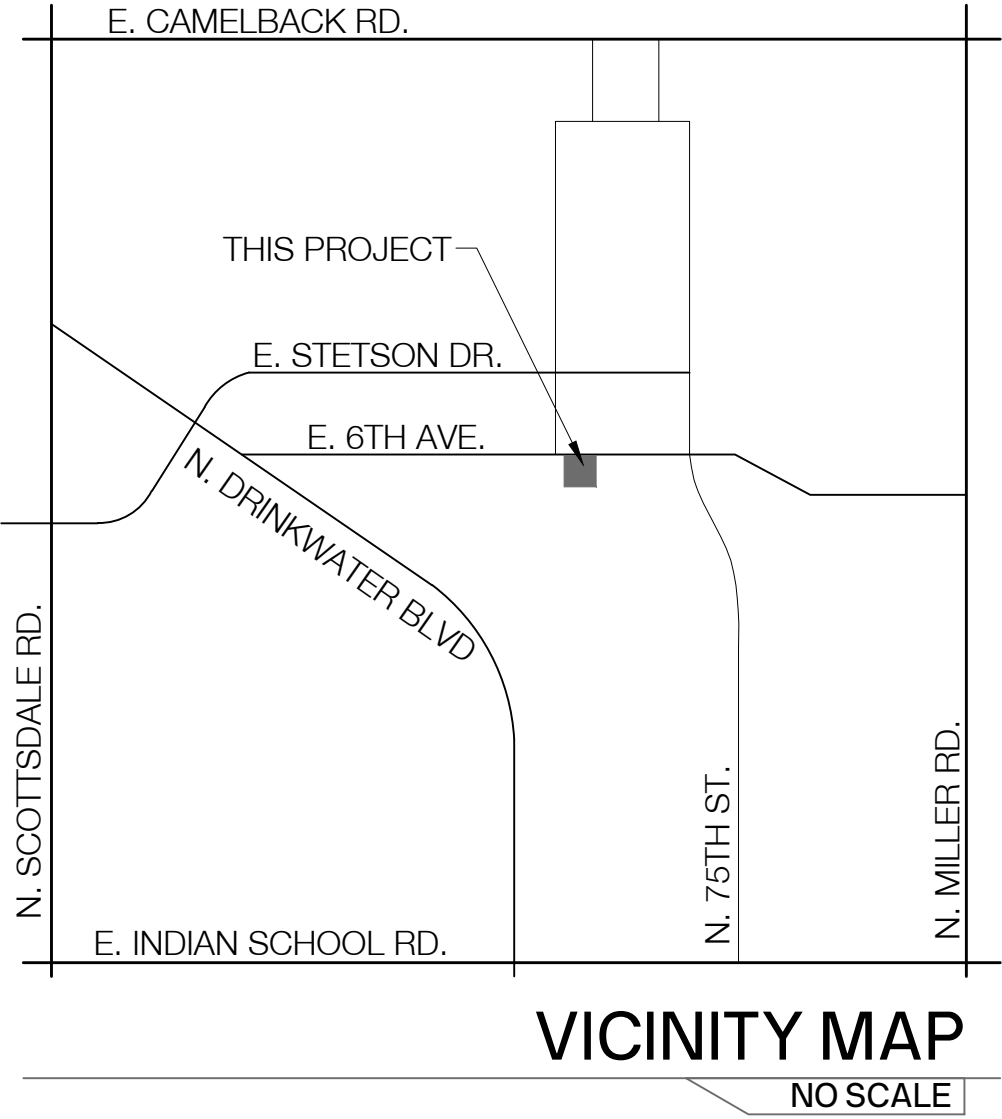 E. CAMELBACK RD.
THIS PROJECT
E. STETSON DR.
E. 6TH AVE.
N. DRINKWATER BLVD
N. SCOTTSDALE RD.
N. 75TH ST.
N. MILLER RD.
E. INDIAN SCHOOL RD.
VICINITY MAP
NO SCALE